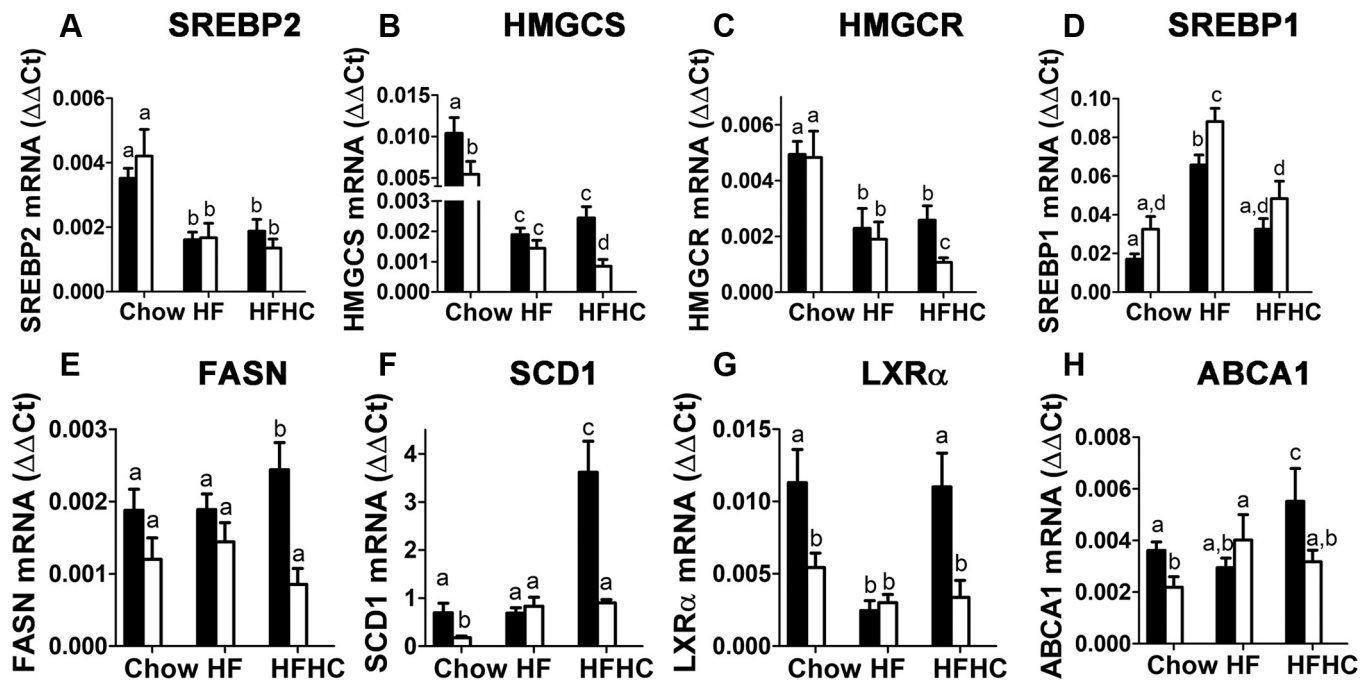 A SREBP2
SREBP2 mRNA (ΔΔCt)
0.006
0.004
0.002
0.000
a a b b b b
Chow HF HFHC
B HMGCS
HMGCS mRNA (ΔΔCt)
0.015
0.010
0.005
0.003
0.002
0.001
0.000
a b c c c d
Chow HF HFHC
C HMGCR
HMGCR mRNA (ΔΔCt)
0.006
0.004
0.002
0.000
a a b b b c
Chow HF HFHC
D SREBP1
SREBP1 mRNA (ΔΔCt)
0.10
0.08
0.06
0.04
0.02
0.00
a a,d b c a,d d
Chow HF HFHC
E FASN
FASN mRNA (ΔΔCt)
0.003
0.002
0.001
0.000
a a a a b a
Chow HF HFHC
F SCD1
SCD1 mRNA (ΔΔCt)
4
3
2
1
0
a b a a c a
Chow HF HFHC
G LXRα
LXRα mRNA (ΔΔCt)
0.015
0.010
0.005
0.000
a b b b a b
Chow HF HFHC
H ABCA1
ABCA1 mRNA (ΔΔCt)
0.008
0.006
0.004
0.002
0.000
a b a,b a c a,b
Chow HF HFHC